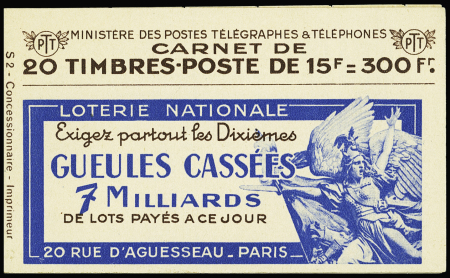 PTT MINISTÈRE DES POSTES TÉLÉGRAPHES & TÉLÉPHONES PTT
CARNET DE
20 TIMBRES-POSTE DE 15F = 300 Fr.
S 2 - Concessionnaire - Imprimeur
LOTERIE NATIONALE
Exigez partout les Dixièmes
GUEULES CASSÉES
7 MILLIARDS
DE LOTS PAYÉS A CE JOUR
20 RUE D'AGUESSEAU - PARIS